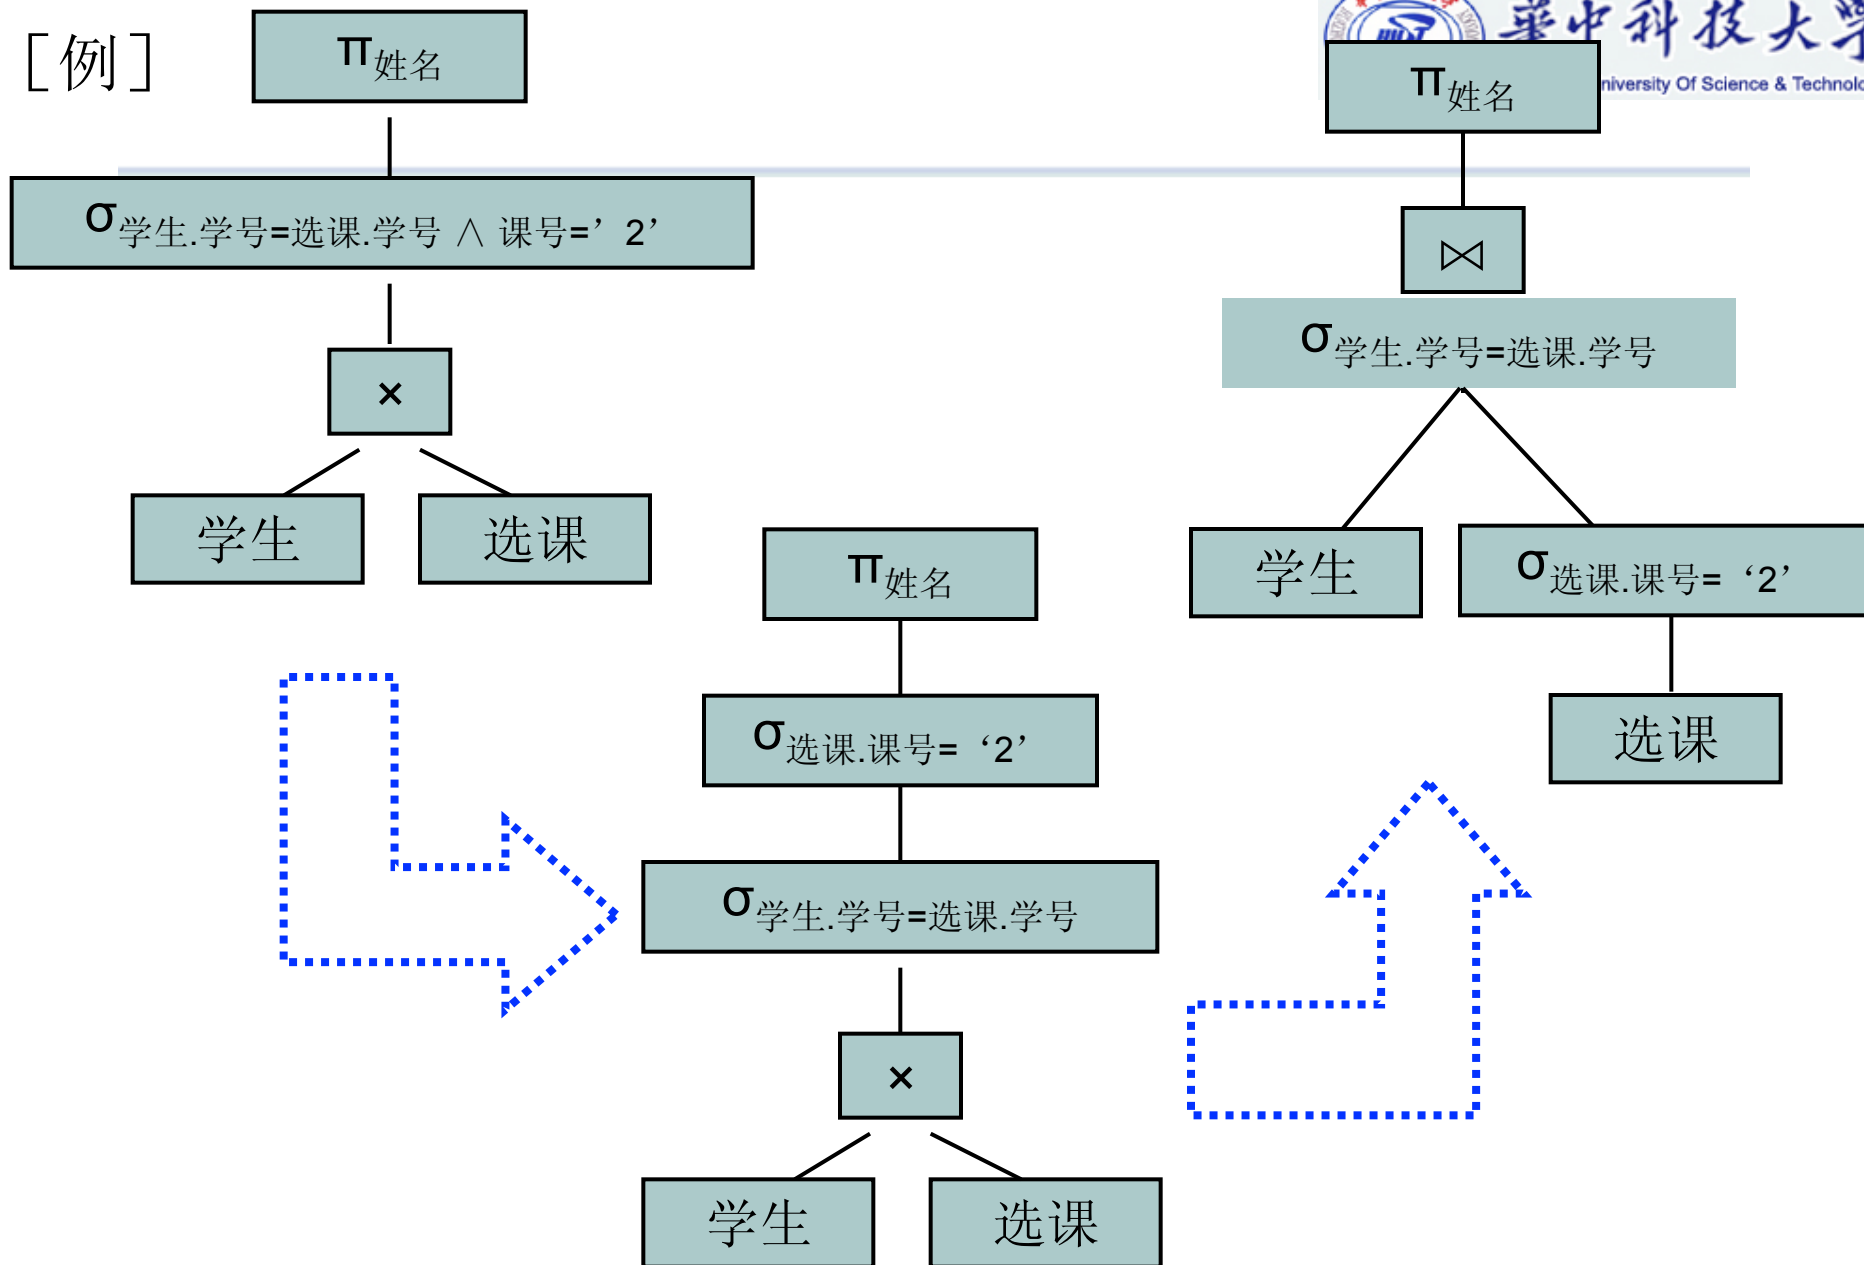 ［例］
π姓名
σ学生.学号=选课.学号 ∧ 课号=’ 2’
×
学生
选课
π姓名
σ选课.课号= ‘2’
σ学生.学号=选课.学号
×
学生
选课
華中科技大學
niversity Of Science & Technolo
π姓名
⋈
σ学生.学号=选课.学号
学生
σ选课.课号= ‘2’
选课